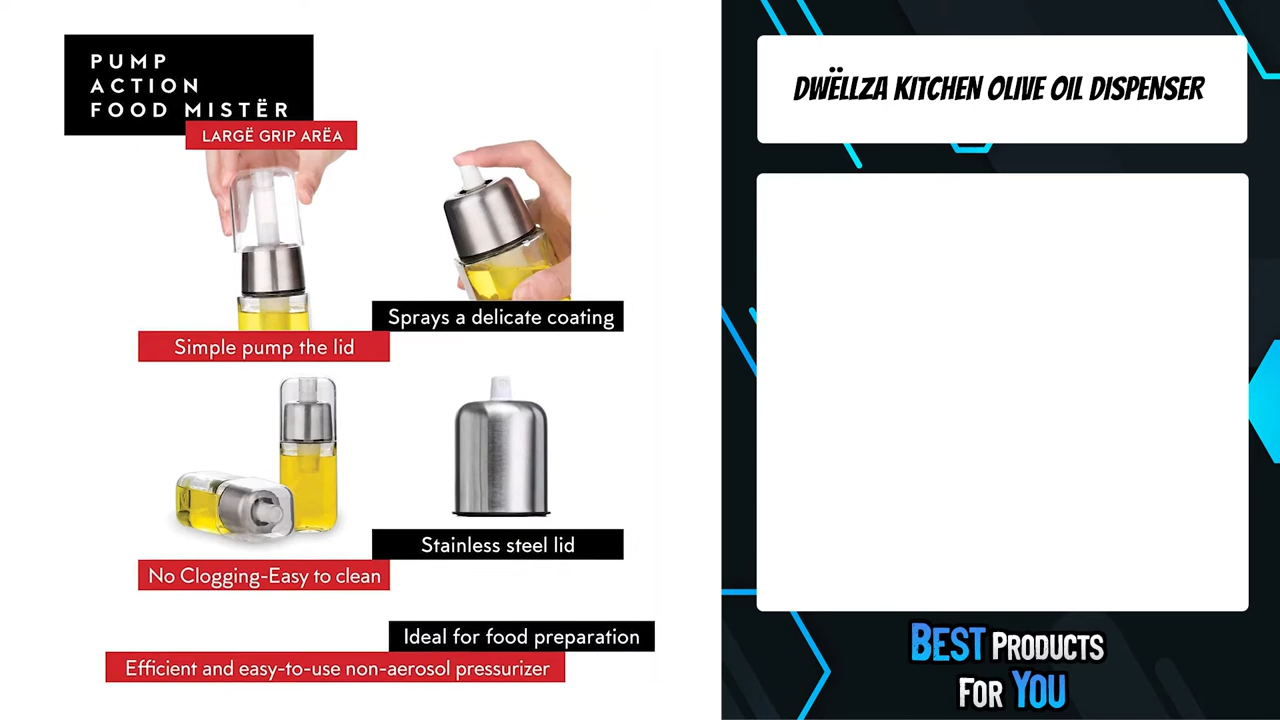 PUMP
ACTION
FOOD MISTËR
LARGË GRIP ARËA
Sprays a delicate coating
Simple pump the lid
Stainless steel lid
No Clogging-Easy to clean
Ideal for food preparation
Efficient and easy-to-use non-aerosol pressurizer
DWËLLZA KITCHEN OLIVE OIL DISPENSER
BEST PRODUCTS
FOR YOU